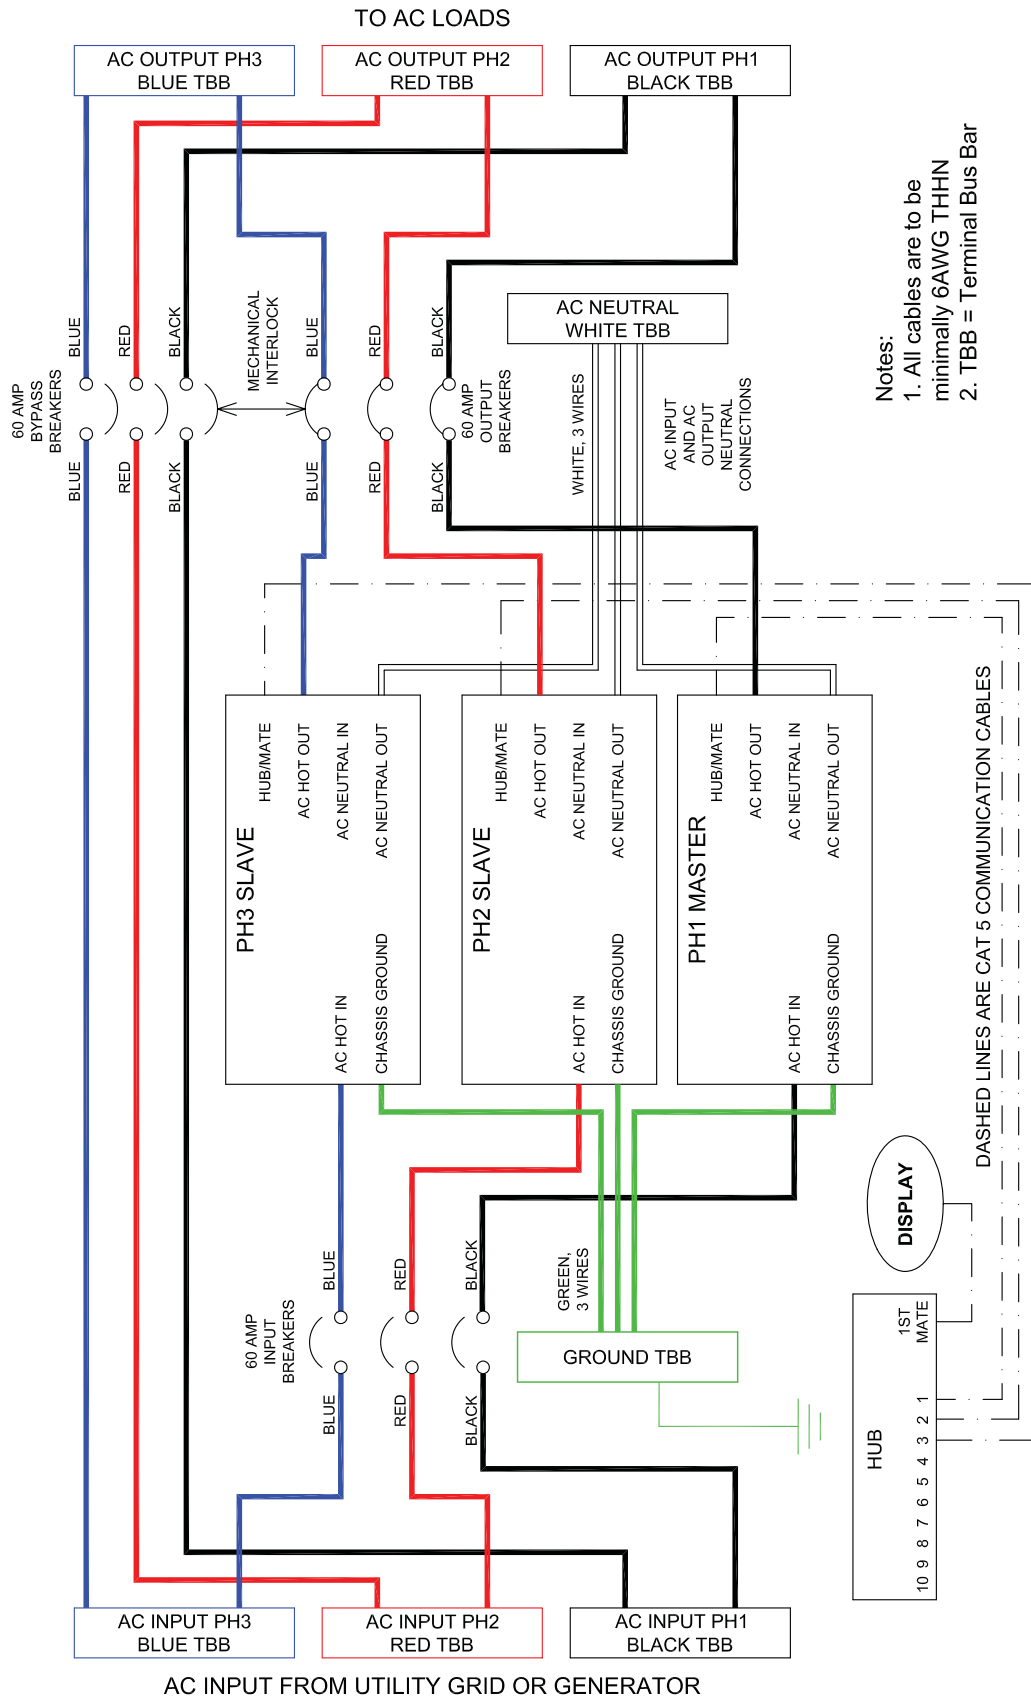 TO AC LOADS
AC OUTPUT PH3
BLUE TBB
AC OUTPUT PH2
RED TBB
AC OUTPUT PH1
BLACK TBB
Notes:
1. All cables are to be
minimally 6AWG THHN
2. TBB = Terminal Bus Bar
AC NEUTRAL
WHITE TBB
BLUE
RED
BLACK
MECHANICAL
INTERLOCK
BLUE
RED
BLACK
60 AMP
BYPASS
BREAKERS
60 AMP
OUTPUT
BREAKERS
BLUE
RED
BLACK
BLUE
RED
BLACK
WHITE, 3 WIRES
AC INPUT
AND AC
OUTPUT
NEUTRAL
CONNECTIONS
PH3 SLAVE
HUB/MATE
AC HOT OUT
AC NEUTRAL IN
AC NEUTRAL OUT
AC HOT IN
CHASSIS GROUND
PH2 SLAVE
HUB/MATE
AC HOT OUT
AC NEUTRAL IN
AC NEUTRAL OUT
AC HOT IN
CHASSIS GROUND
PH1 MASTER
HUB/MATE
AC HOT OUT
AC NEUTRAL IN
AC NEUTRAL OUT
AC HOT IN
CHASSIS GROUND
DASHED LINES ARE CAT 5 COMMUNICATION CABLES
DISPLAY
BLUE
RED
BLACK
60 AMP
INPUT
BREAKERS
BLUE
RED
BLACK
GREEN,
3 WIRES
GROUND TBB
HUB
1ST
MATE
10 9 8 7 6 5 4 3 2 1
AC INPUT PH3
BLUE TBB
AC INPUT PH2
RED TBB
AC INPUT PH1
BLACK TBB
AC INPUT FROM UTILITY GRID OR GENERATOR